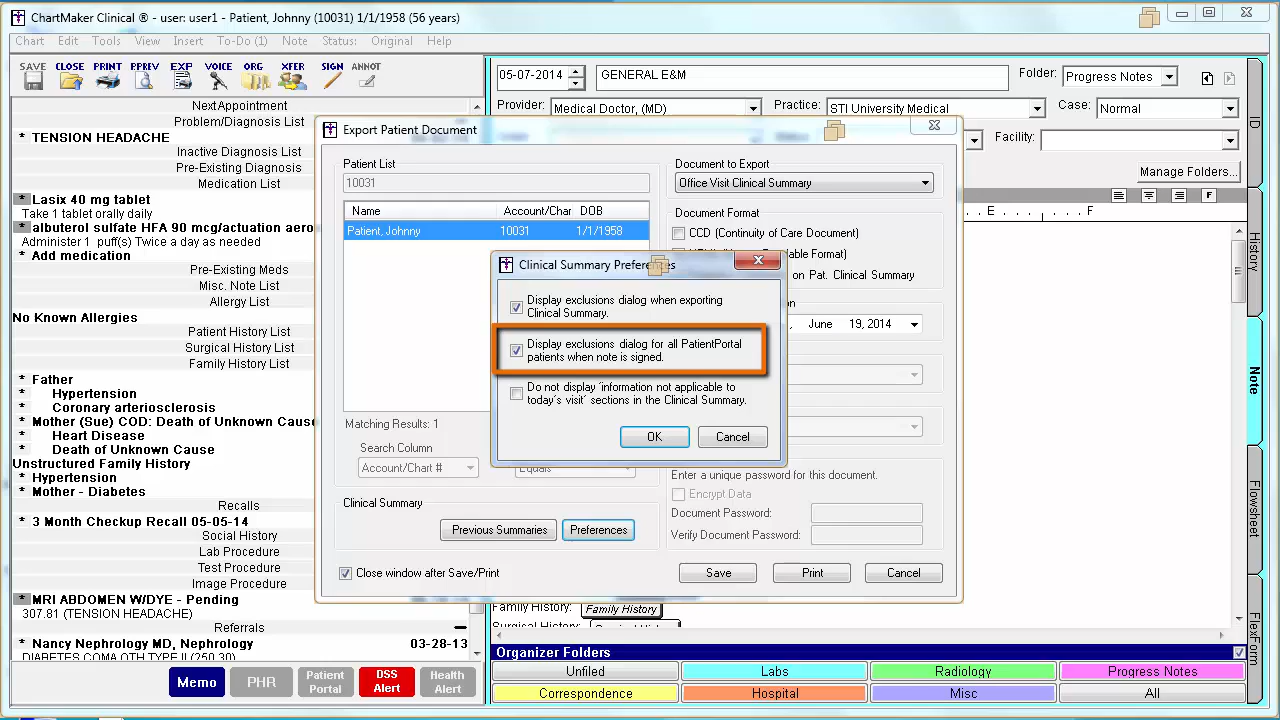 ChartMaker Clinical ® - user: user1 - Patient, Johnny (10031) 1/1/1958 (56 years)
Chart Edit Tools View Insert To-Do (1) Note Status: Original Help
SAVE CLOSE PRINT PPREV EXP VOICE ORG XFER SIGN ANNOT
NextAppointment
Problem/Diagnosis List
* TENSION HEADACHE
Inactive Diagnosis List
Pre-Existing Diagnosis
Medication List
* Lasix 40 mg tablet
Take 1 tablet orally daily
* albuterol sulfate HFA 90 mcg/actuation aero
Administer 1 puff(s) Twice a day as needed
* Add medication
Pre-Existing Meds
Misc. Note List
Allergy List
No Known Allergies
Patient History List
Surgical History List
Family History List
* Father
* Hypertension
* Coronary arteriosclerosis
* Mother (Sue) COD: Death of Unknown Cause
* Heart Disease
* Death of Unknown Cause
Unstructured Family History
* Hypertension
* Mother - Diabetes
Recalls
* 3 Month Checkup Recall 05-05-14
Social History
Lab Procedure
Test Procedure
Image Procedure
* MRI ABDOMEN W/DYE - Pending
307.81 (TENSION HEADACHE)
Referrals
* Nancy Nephrology MD, Nephrology 03-28-13
DIABETES COMA OTH TYPE II (250.30)
Memo
PHR
Patient Portal
DSS Alert
Health Alert
05-07-2014
GENERAL E&M
Folder: Progress Notes
Provider: Medical Doctor, (MD)
Practice: STI University Medical
Case: Normal
Facility:
Manage Folders...
F
E F
Export Patient Document
Patient List
10031
Name Account/Char DOB
Patient, Johnny 10031 1/1/1958
Matching Results: 1
Search Column
Account/Chart #
Equals
Clinical Summary
Previous Summaries
Preferences
Close window after Save/Print
Document to Export
Office Visit Clinical Summary
Document Format
CCD (Continuity of Care Document)
Format)
on Pat. Clinical Summary
June 19, 2014
Enter a unique password for this document.
Encrypt Data
Document Password:
Verify Document Password:
Save
Print
Cancel
Clinical Summary
Display exclusions dialog when exporting
Clinical Summary.
Display exclusions dialog for all PatientPortal
patients when note is signed.
Do not display 'information not applicable to
today's visit' sections in the Clinical Summary.
OK
Cancel
Family History: Family History
ID
History
Note
Flowsheet
FlexForm
Organizer Folders
Unfiled
Labs
Radiology
Progress Notes
Correspondence
Hospital
Misc
All